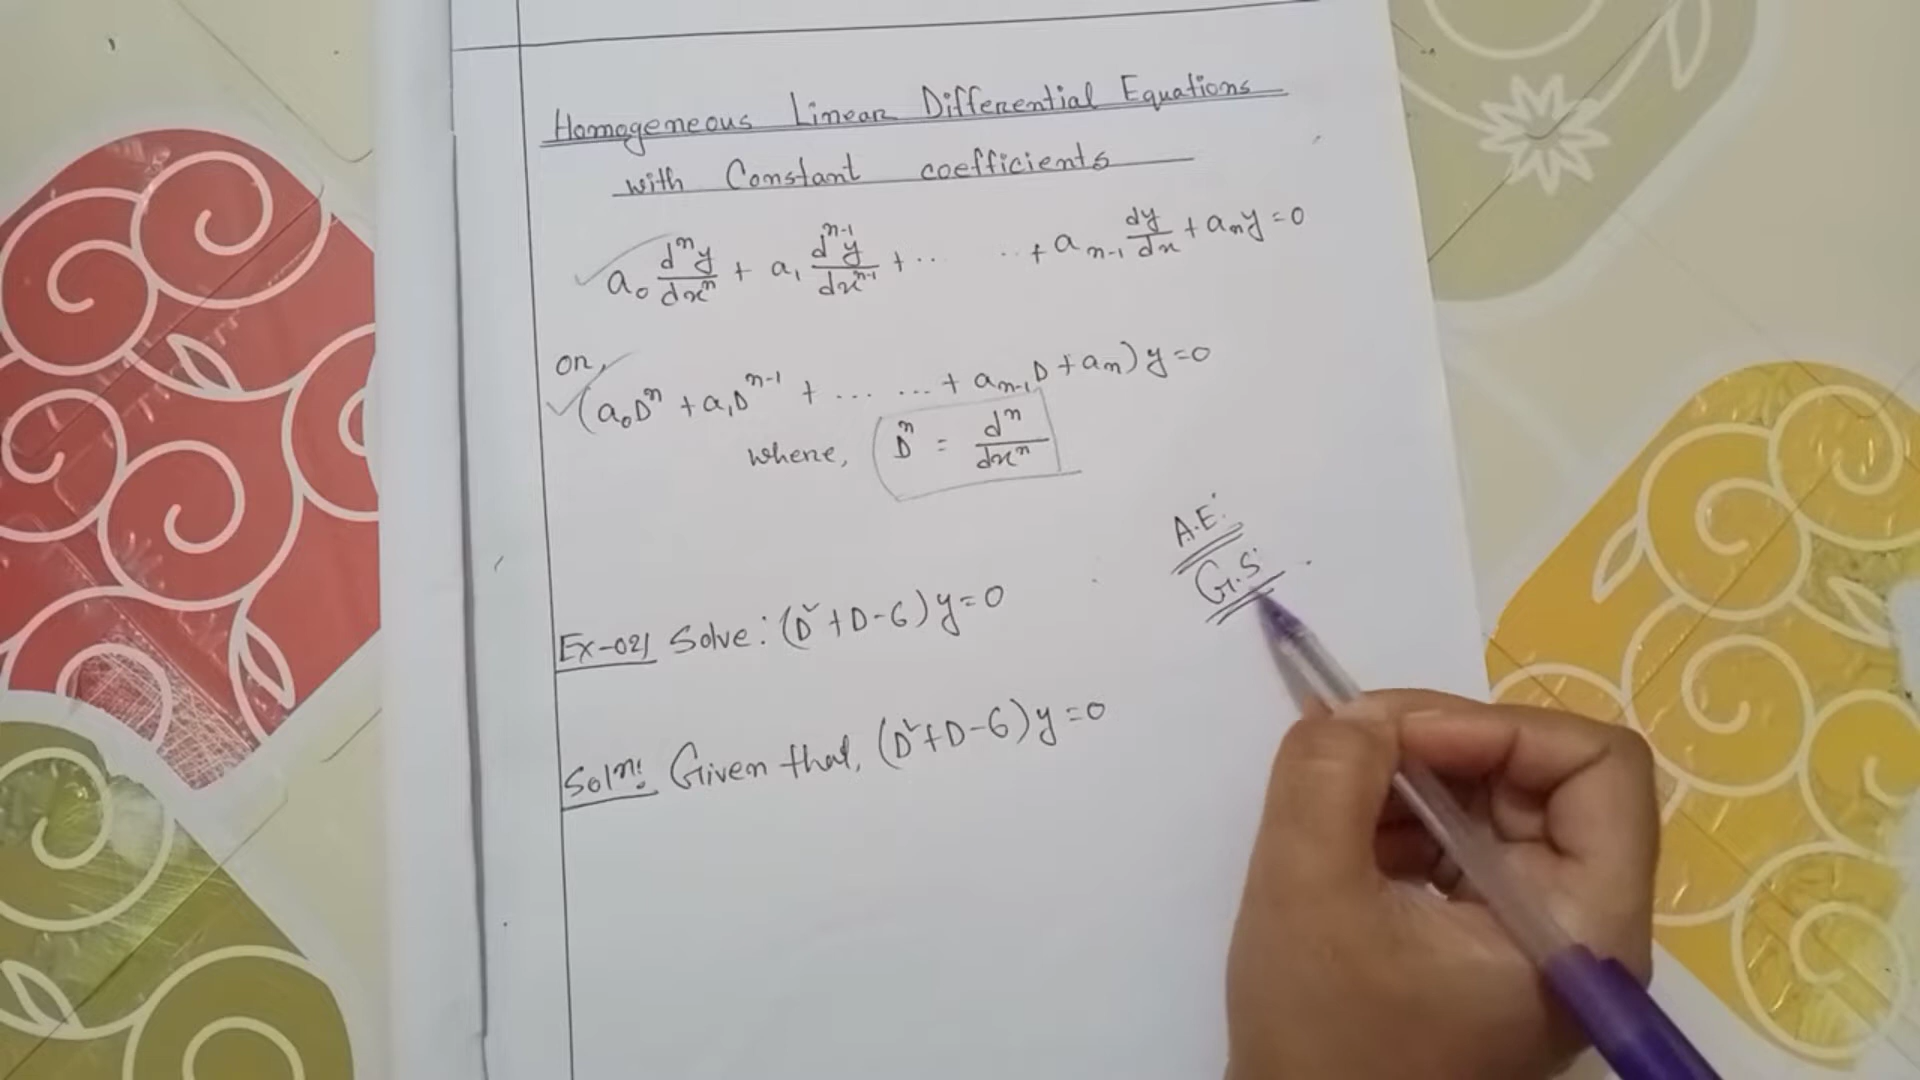 Homogeneous Linear Differential Equations
with Constant coefficients
a₀ dⁿy/dxⁿ + a₁ dⁿ⁻¹y/dxⁿ⁻¹ + ... .. + aₙ₋₁ dy/dx + aₙy = 0
or,
(a₀Dⁿ + a₁Dⁿ⁻¹ + ... ... + aₙ₋₁D + aₙ) y = 0
where, Dⁿ = dⁿ/dxⁿ
A.E.
G.S.
Ex-02| Solve: (D² + D - 6) y = 0
Solⁿ: Given that, (D² + D - 6) y = 0